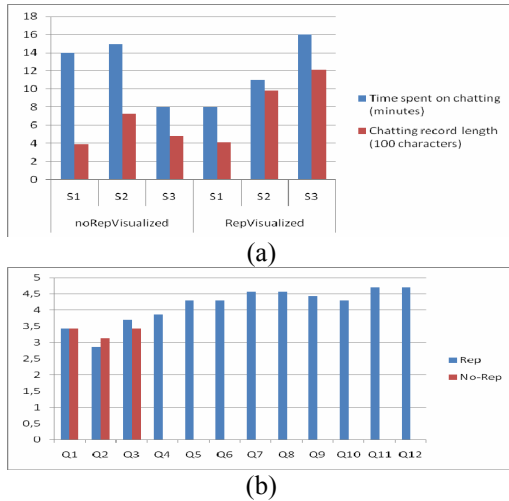 18
16
14
12
10
8
6
4
2
0
S1 S2 S3 S1 S2 S3
noRepVisualized RepVisualized
Time spent on chatting
(minutes)
Chatting record length
(100 characters)
(a)
5
4,5
4
3,5
3
2,5
2
1,5
1
0,5
0
Q1 Q2 Q3 Q4 Q5 Q6 Q7 Q8 Q9 Q10 Q11 Q12
Rep
No-Rep
(b)